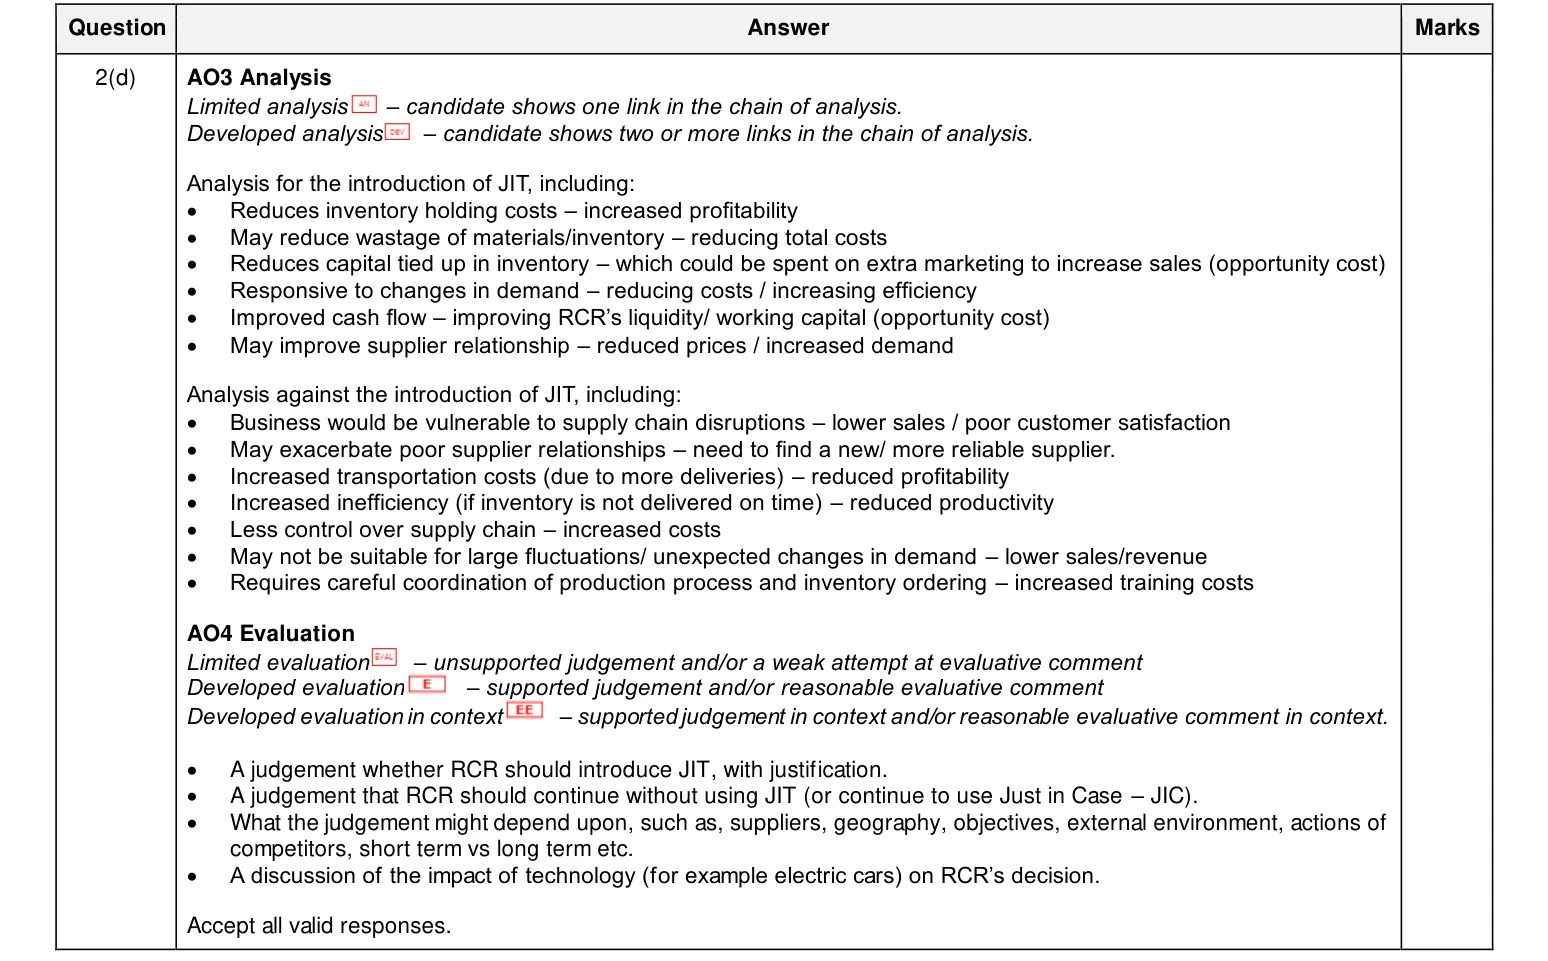 Question Answer Marks
2(d) AO3 Analysis
Limited analysis AN – candidate shows one link in the chain of analysis.
Developed analysis DEV – candidate shows two or more links in the chain of analysis.
Analysis for the introduction of JIT, including:
• Reduces inventory holding costs – increased profitability
• May reduce wastage of materials/inventory – reducing total costs
• Reduces capital tied up in inventory – which could be spent on extra marketing to increase sales (opportunity cost)
• Responsive to changes in demand – reducing costs / increasing efficiency
• Improved cash flow – improving RCR’s liquidity/ working capital (opportunity cost)
• May improve supplier relationship – reduced prices / increased demand
Analysis against the introduction of JIT, including:
• Business would be vulnerable to supply chain disruptions – lower sales / poor customer satisfaction
• May exacerbate poor supplier relationships – need to find a new/ more reliable supplier.
• Increased transportation costs (due to more deliveries) – reduced profitability
• Increased inefficiency (if inventory is not delivered on time) – reduced productivity
• Less control over supply chain – increased costs
• May not be suitable for large fluctuations/ unexpected changes in demand – lower sales/revenue
• Requires careful coordination of production process and inventory ordering – increased training costs
AO4 Evaluation
Limited evaluation EVAL – unsupported judgement and/or a weak attempt at evaluative comment
Developed evaluation E – supported judgement and/or reasonable evaluative comment
Developed evaluation in context EE – supported judgement in context and/or reasonable evaluative comment in context.
• A judgement whether RCR should introduce JIT, with justification.
• A judgement that RCR should continue without using JIT (or continue to use Just in Case – JIC).
• What the judgement might depend upon, such as, suppliers, geography, objectives, external environment, actions of
competitors, short term vs long term etc.
• A discussion of the impact of technology (for example electric cars) on RCR’s decision.
Accept all valid responses.